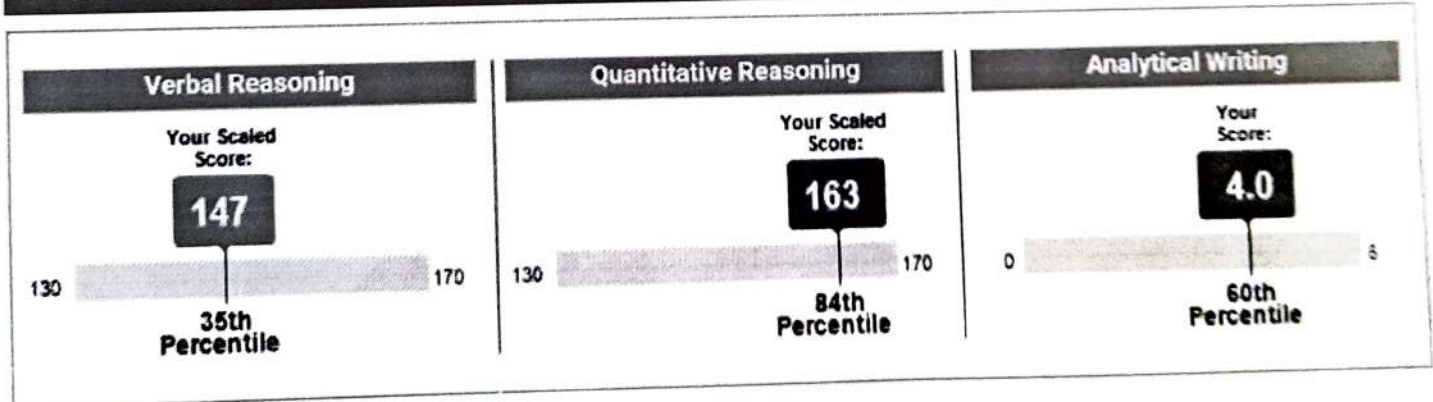 Verbal Reasoning
Your Scaled
Score:
147
130
170
35th
Percentile
Quantitative Reasoning
Your Scaled
Score:
163
130
170
84th
Percentile
Analytical Writing
Your
Score:
4.0
0
6
60th
Percentile